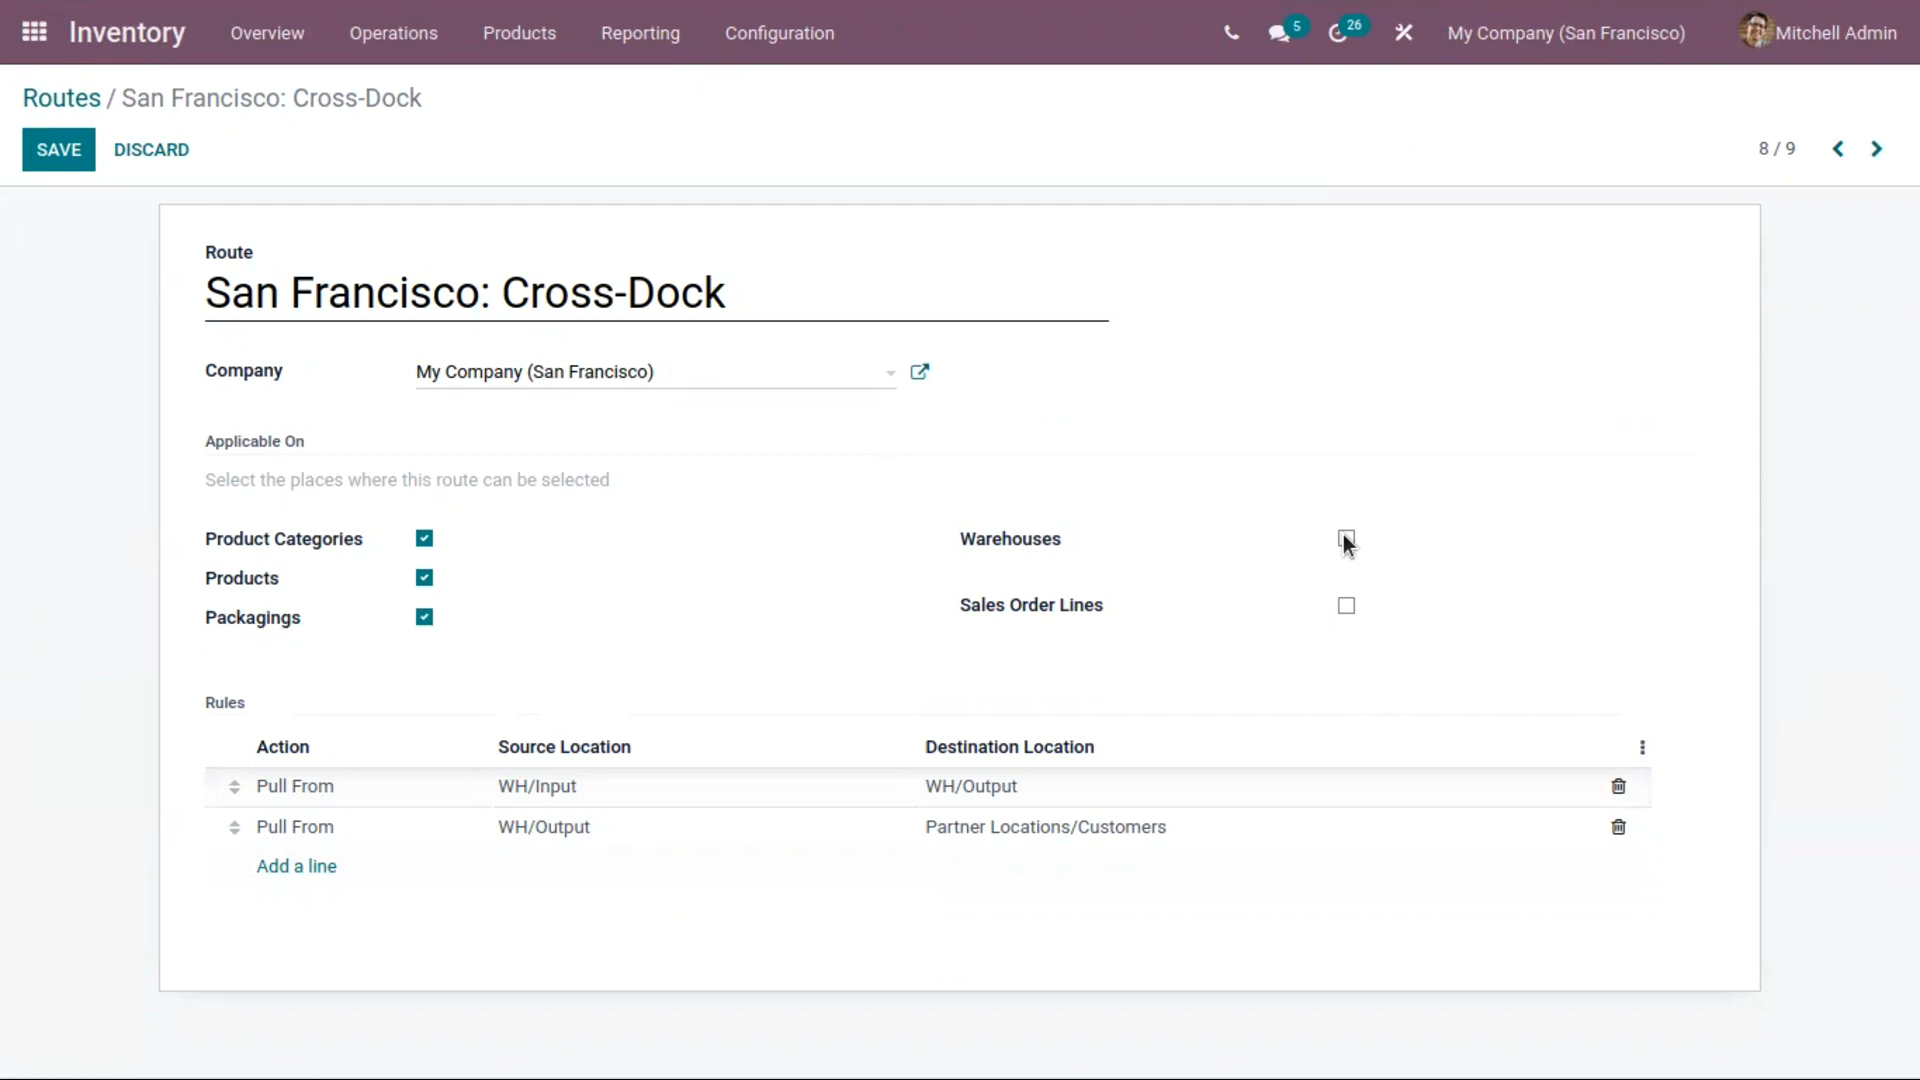 Inventory Overview Operations Products Reporting Configuration 5 26 My Company (San Francisco) Mitchell Admin
Routes / San Francisco: Cross-Dock
SAVE DISCARD 8 / 9
Route
San Francisco: Cross-Dock
Company My Company (San Francisco)
Applicable On
Select the places where this route can be selected
Product Categories Warehouses
Products
Sales Order Lines
Packagings
Rules
Action Source Location Destination Location
Pull From WH/Input WH/Output
Pull From WH/Output Partner Locations/Customers
Add a line